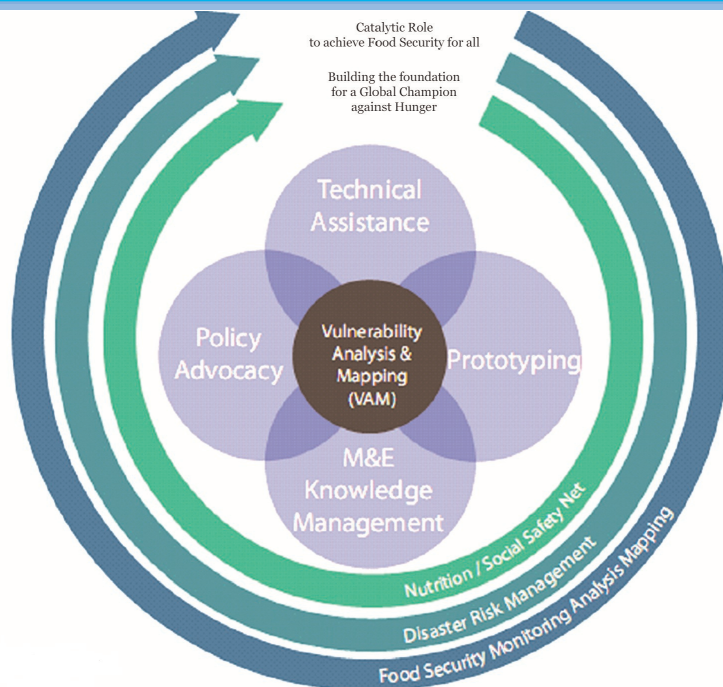 Catalytic Role
to achieve Food Security for all
Building the foundation
for a Global Champion
against Hunger
Technical
Assistance
Policy
Advocacy
Vulnerability
Analysis &
Mapping
(VAM)
Prototyping
M&E
Knowledge
Management
Nutrition / Social Safety Net
Disaster Risk Management
Food Security Monitoring Analysis Mapping